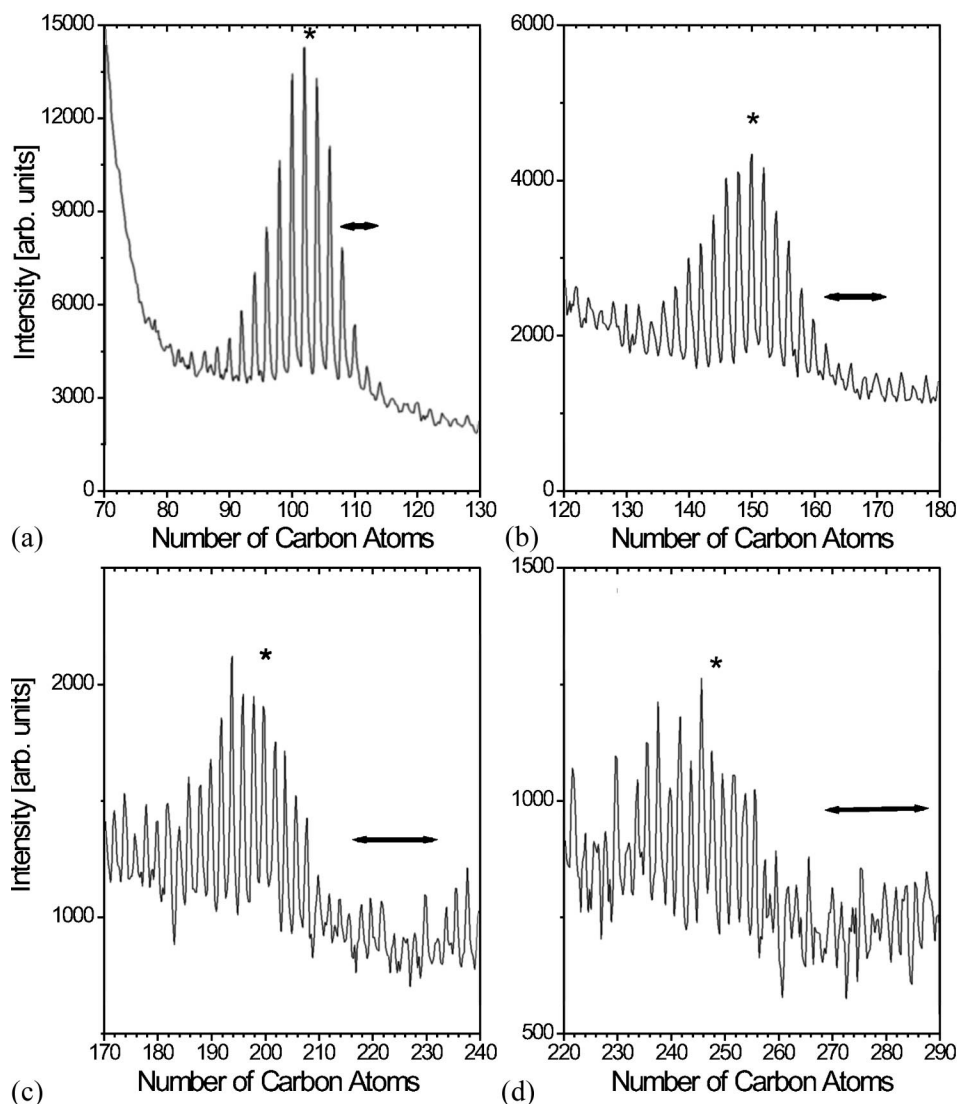 15000
12000
9000
6000
3000
0
Intensity [arb. units]
*
70 80 90 100 110 120 130
(a) Number of Carbon Atoms
6000
4000
2000
0
*
120 130 140 150 160 170 180
(b) Number of Carbon Atoms
2000
1000
Intensity [arb. units]
*
170 180 190 200 210 220 230 240
(c) Number of Carbon Atoms
1500
1000
500
*
220 230 240 250 260 270 280 290
(d) Number of Carbon Atoms